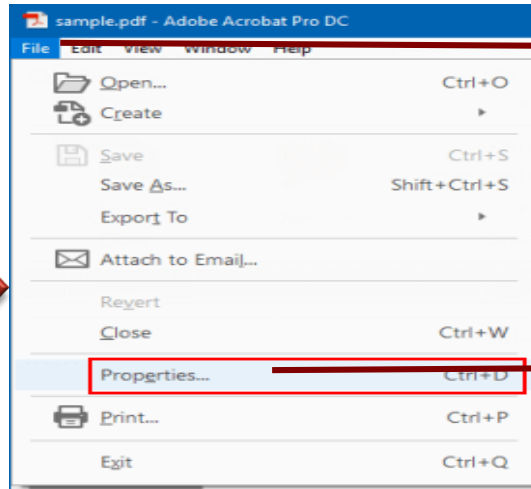 sample.pdf - Adobe Acrobat Pro DC
File Edit View Window Help
Open... Ctrl+O
Create
Save Ctrl+S
Save As... Shift+Ctrl+S
Export To
Attach to Email...
Revert
Close Ctrl+W
Properties... Ctrl+D
Print... Ctrl+P
Exit Ctrl+Q